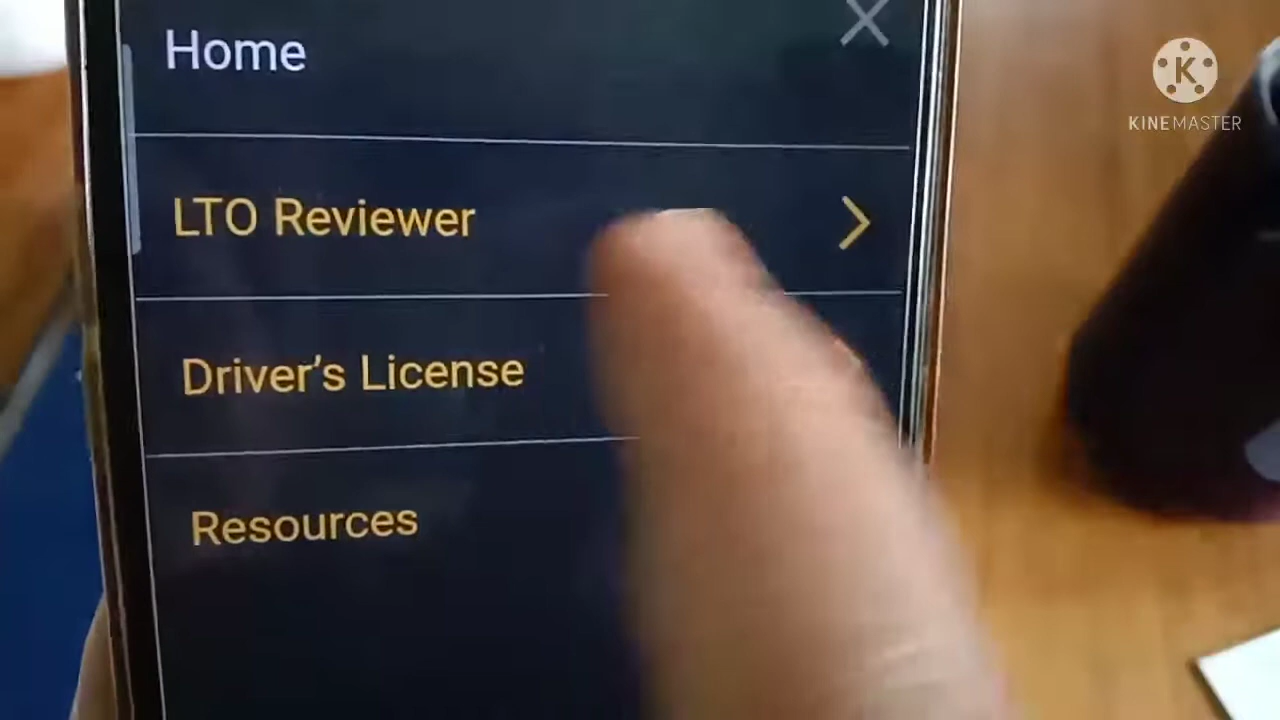 Home
LTO Reviewer
Driver's License
Resources
K
KINEMASTER